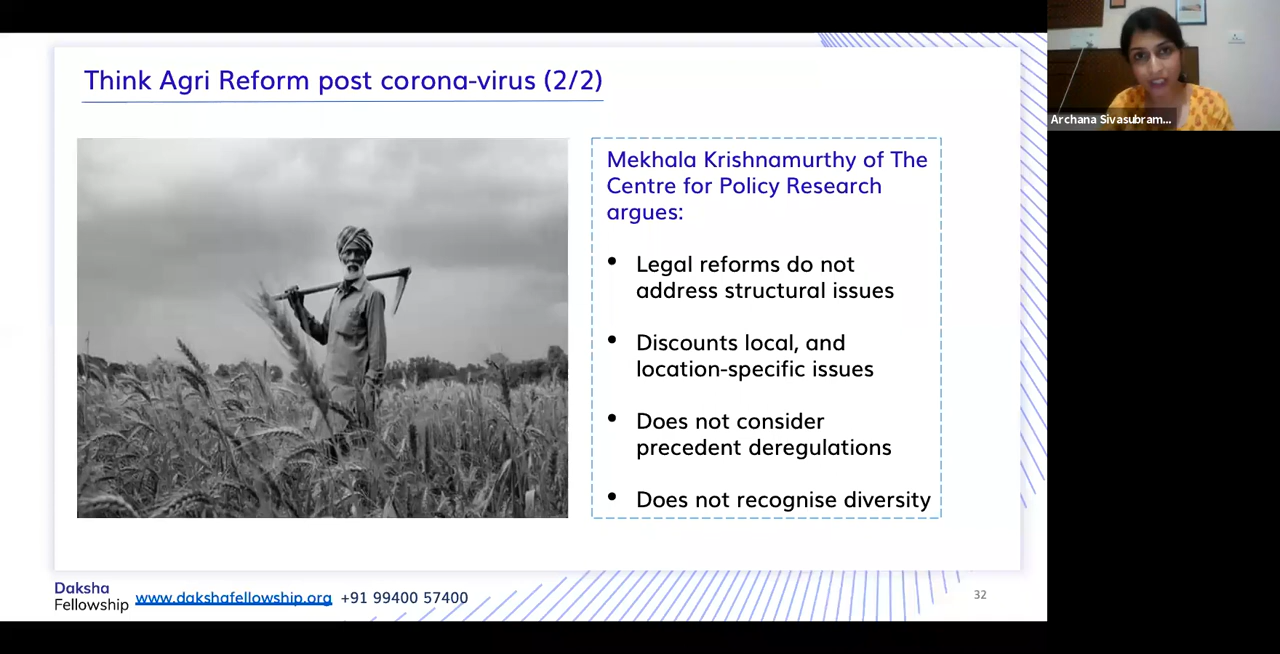 Think Agri Reform post corona-virus (2/2)
Mekhala Krishnamurthy of The
Centre for Policy Research
argues:
• Legal reforms do not
address structural issues
• Discounts local, and
location-specific issues
• Does not consider
precedent deregulations
• Does not recognise diversity
Daksha
Fellowship
www.dakshafellowship.org +91 99400 57400
32
Archana Sivasubram...